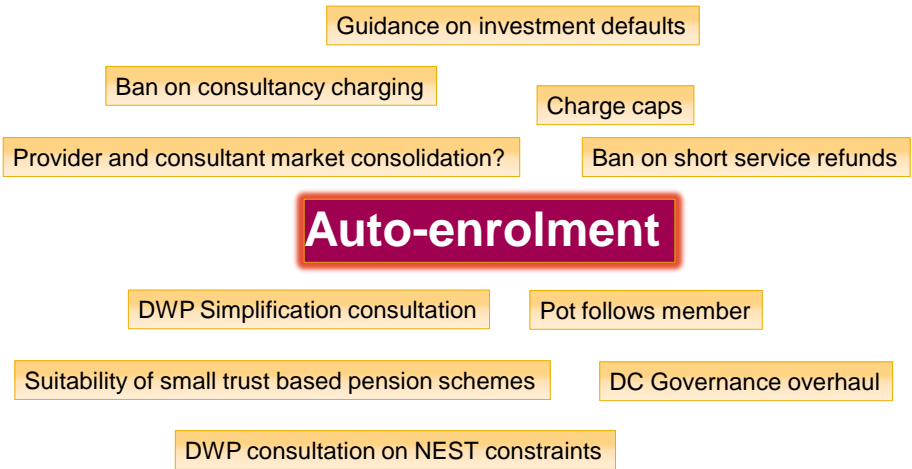 Guidance on investment defaults
Ban on consultancy charging
Charge caps
Provider and consultant market consolidation?
Ban on short service refunds
Auto-enrolment
DWP Simplification consultation
Pot follows member
Suitability of small trust based pension schemes
DC Governance overhaul
DWP consultation on NEST constraints